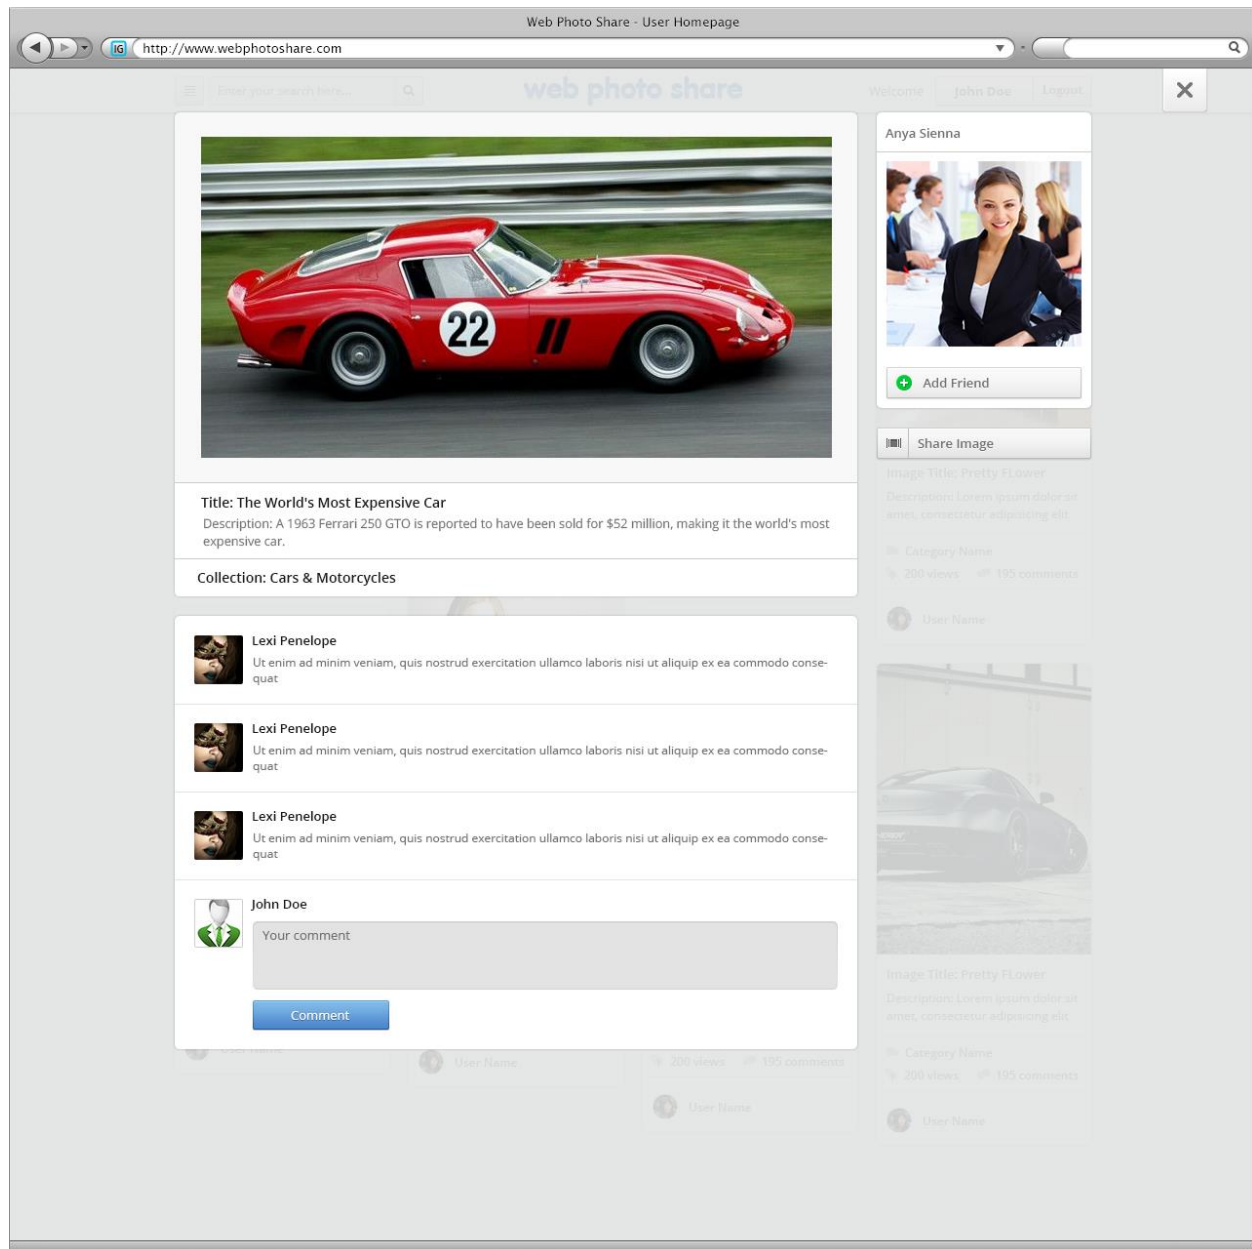 Web Photo Share - User Homepage
IG
http://www.webphotoshare.com
Enter your search here...
web photo share
Welcome
John Doe
Logout
22
Title: The World's Most Expensive Car
Description: A 1963 Ferrari 250 GTO is reported to have been sold for $52 million, making it the world's most
expensive car.
Collection: Cars & Motorcycles
Lexi Penelope
Ut enim ad minim veniam, quis nostrud exercitation ullamco laboris nisi ut aliquip ex ea commodo conse-
quat
Lexi Penelope
Ut enim ad minim veniam, quis nostrud exercitation ullamco laboris nisi ut aliquip ex ea commodo conse-
quat
Lexi Penelope
Ut enim ad minim veniam, quis nostrud exercitation ullamco laboris nisi ut aliquip ex ea commodo conse-
quat
John Doe
Your comment
Comment
Anya Sienna
Add Friend
Share Image
Image Title: Pretty FLower
Description: Lorem ipsum dolor sit
amet, consectetur adipiscing elit.
Category Name
200 views 195 comments
User Name
Image Title: Pretty FLower
Description: Lorem ipsum dolor sit
amet, consectetur adipiscing elit.
Category Name
200 views 195 comments
User Name
User Name
User Name
200 views 195 comments
User Name